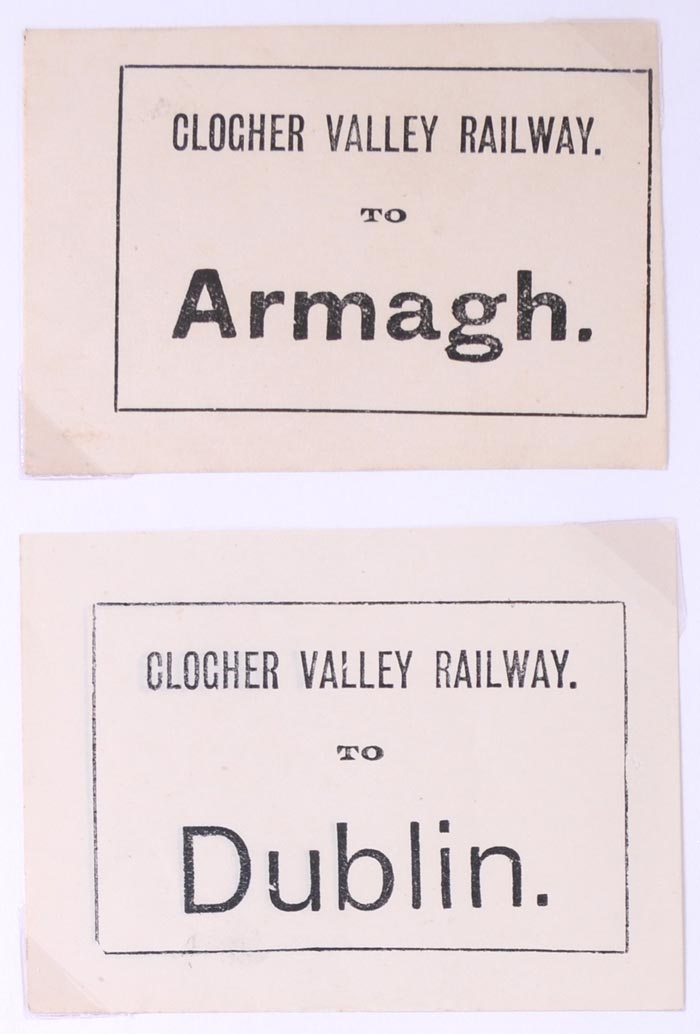 CLOGHER VALLEY RAILWAY.
TO
Armagh.
CLOGHER VALLEY RAILWAY.
TO
Dublin.